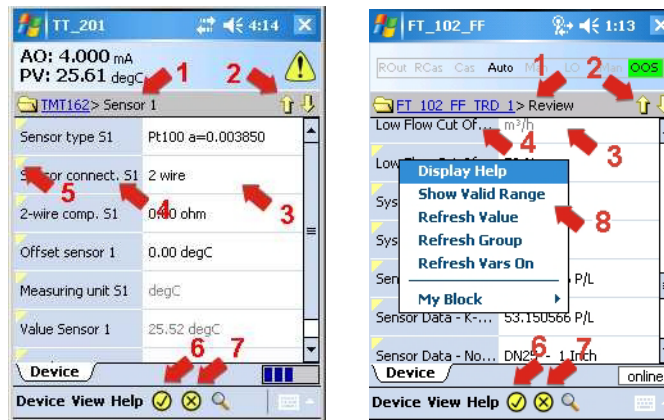 TT_201 4:14
AO: 4.000 mA
PV: 25.61 degC
1 2
TMT162> Sensor 1
Sensor type S1 Pt100 a=0.003850
Sensor connect. S1 2 wire
5 4 3
2-wire comp. S1 0.00 ohm
Offset sensor 1 0.00 degC
Measuring unit S1 degC
Value Sensor 1 25.52 degC
6 7
Device
Device View Help
FT_102_FF 1:13
ROut RCas Cas Auto Man LO Man OOS
1 2
FT_102_FF_TRD_1> Review
Low Flow Cut Of... m³/h
4 3
Display Help
Show Valid Range
8
Refresh Value
Refresh Group
Refresh Vars On
P/L
My Block
Sensor Data - K-... 53.150566 P/L
Sensor Data - No... DN25 - 1 Inch
6 7
Device online
Device View Help